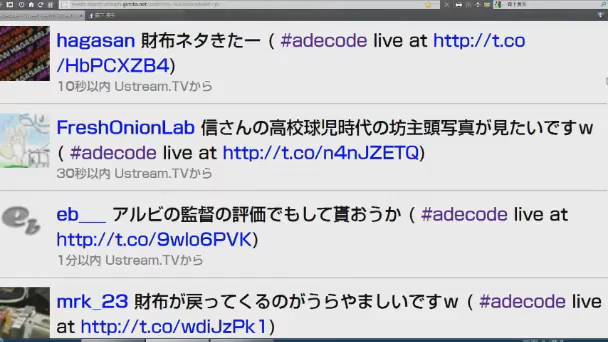 hagasan 財布ネタきたー ( #adecode live at http://t.co
/HbPCXZB4)
10秒以内 Ustream.TVから
FreshOnionLab 信さんの高校球児時代の坊主頭写真が見たいですw
( #adecode live at http://t.co/n4nJZETQ)
30秒以内 Ustream.TVから
eb___ アルビの監督の評価でもして貰おうか ( #adecode live at
http://t.co/9wlo6PVK)
1分以内 Ustream.TVから
mrk_23 財布が戻ってくるのがうらやましいですw ( #adecode live
at http://t.co/wdiJzPk1)